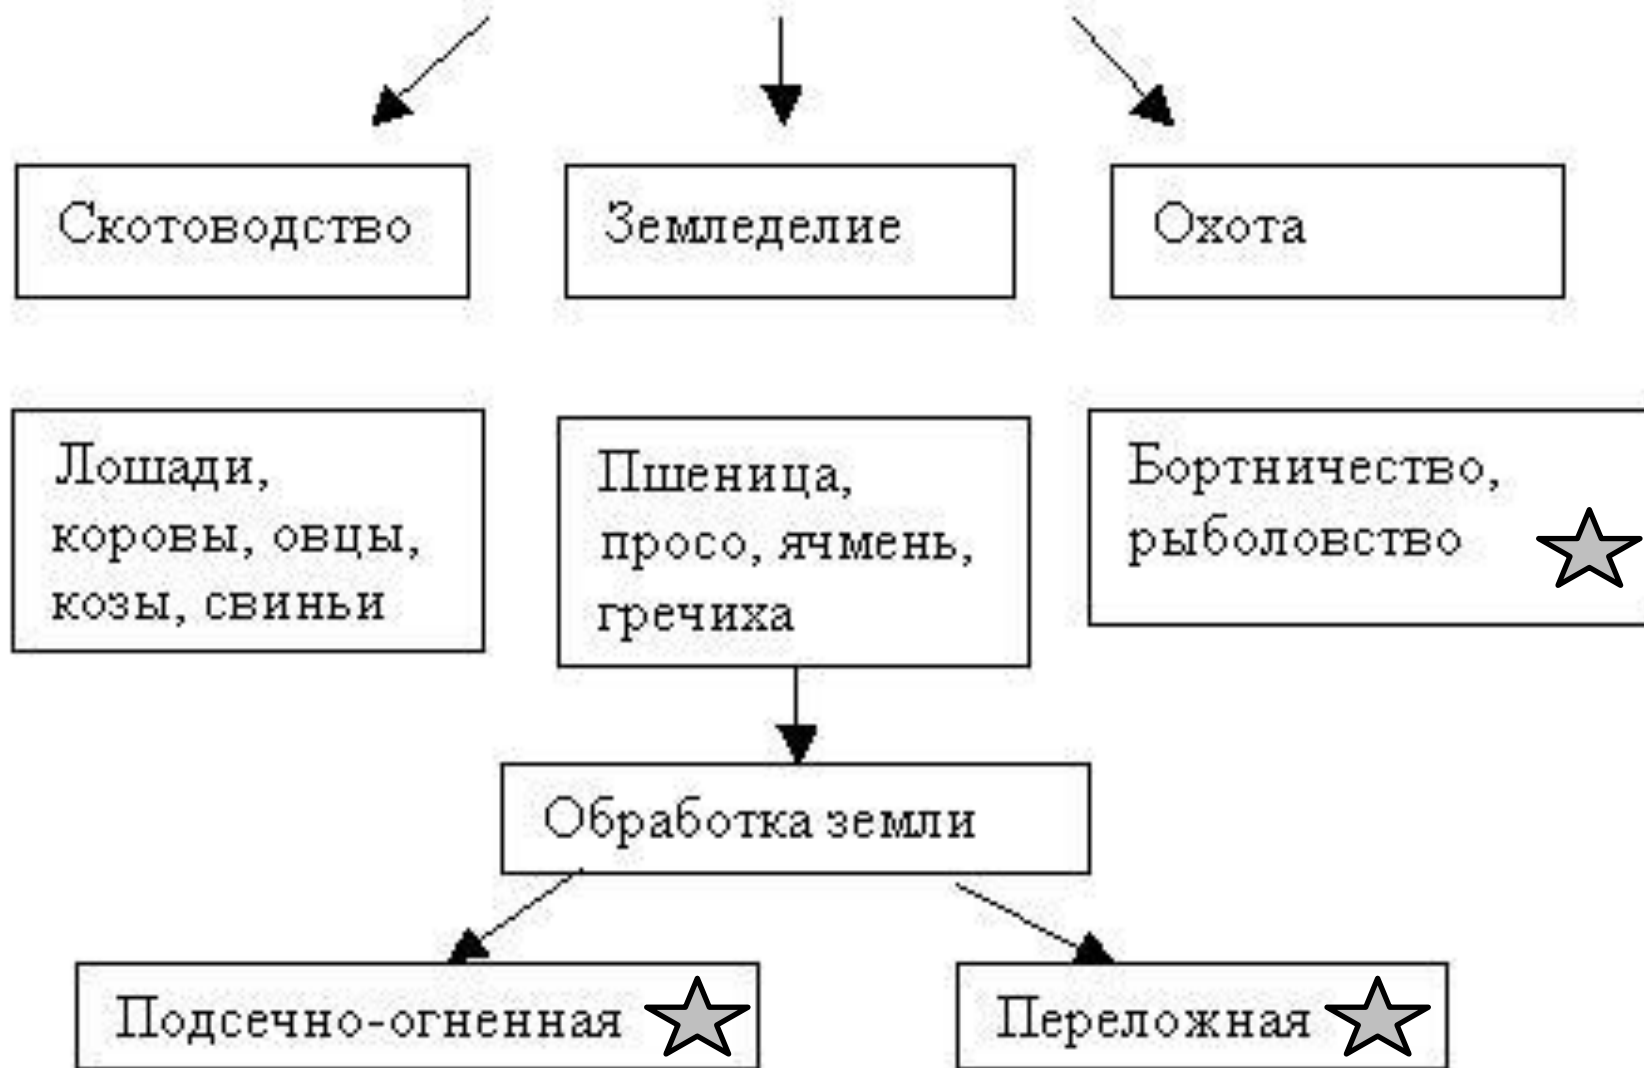 Скотоводство
Земледелие
Охота
Лошади,
коровы, овцы,
козы, свиньи
Пшеница,
просо, ячмень,
гречиха
Бортничество,
рыболовство
Обработка земли
Подсечно-огненная
Переложная